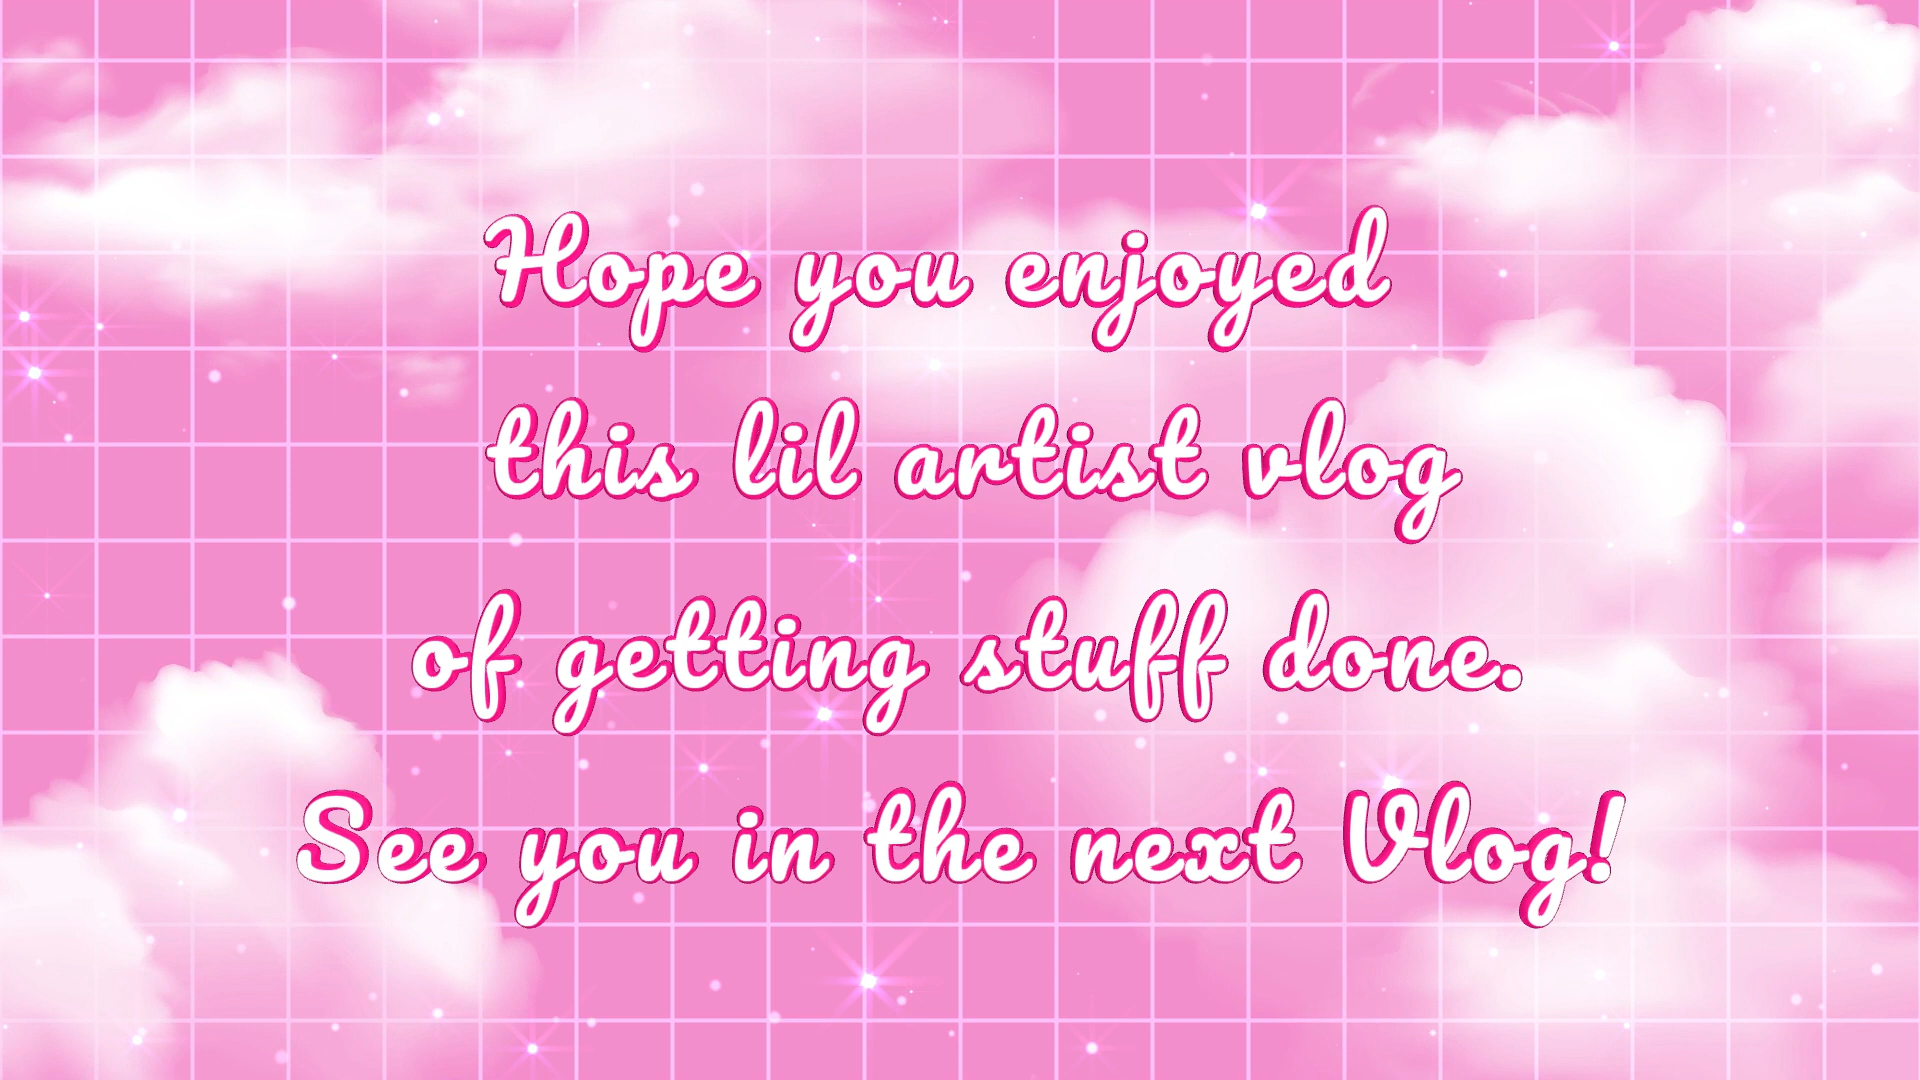 Hope you enjoyed
this lil artist vlog
of getting stuff done.
See you in the next Vlog!